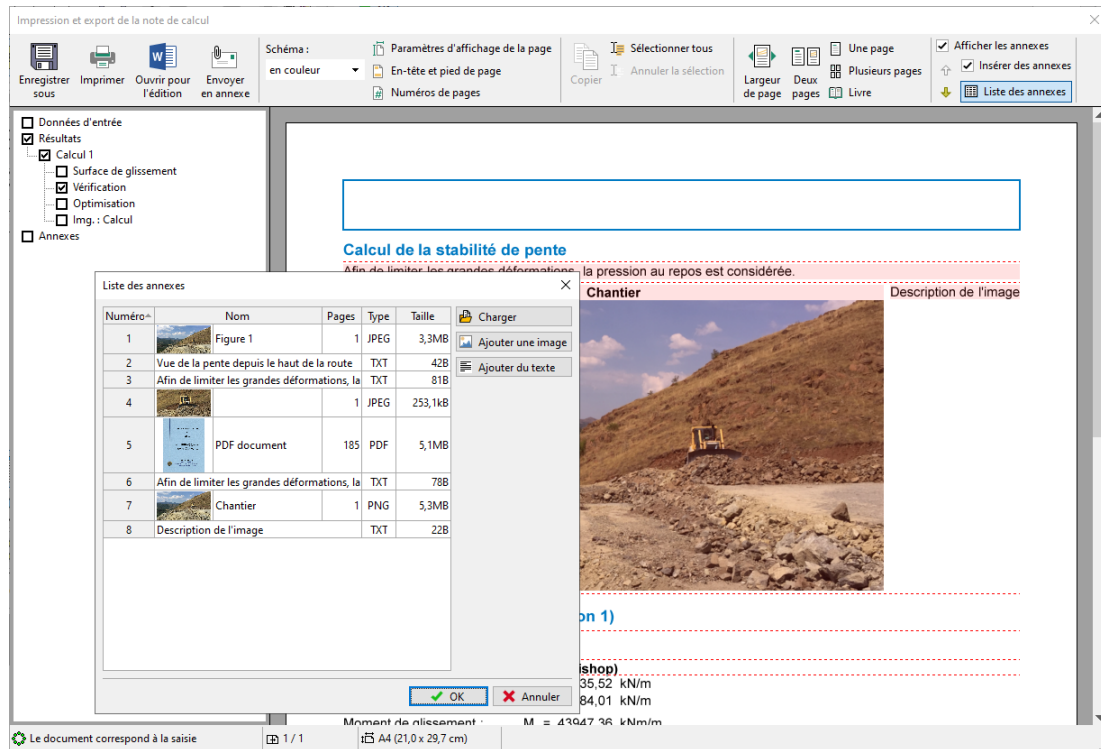 Impression et export de la note de calcul
Enregistrer sous
Imprimer
Ouvrir pour l'édition
Envoyer en annexe
Schéma :
en couleur
Paramètres d'affichage de la page
En-tête et pied de page
Numéros de pages
Copier
Sélectionner tous
Annuler la sélection
Largeur de page
Deux pages
Une page
Plusieurs pages
Livre
Afficher les annexes
Insérer des annexes
Liste des annexes
Données d'entrée
Résultats
Calcul 1
Surface de glissement
Vérification
Optimisation
Img. : Calcul
Annexes
Calcul de la stabilité de pente
Afin de limiter les grandes déformations, la pression au repos est considérée.
Chantier
Description de l'image
Liste des annexes
Numéro Nom Pages Type Taille
1 Figure 1 1 JPEG 3,3MB
2 Vue de la pente depuis le haut de la route TXT 42B
3 Afin de limiter les grandes déformations, la TXT 81B
4 1 JPEG 253,1kB
5 PDF document 185 PDF 5,1MB
6 Afin de limiter les grandes déformations, la TXT 78B
7 Chantier 1 PNG 5,3MB
8 Description de l'image TXT 22B
Charger
Ajouter une image
Ajouter du texte
OK
Annuler
on 1)
ishop)
35,52 kN/m
84,01 kN/m
Moment de glissement : M = 43947,36 kNm/m
Le document correspond à la saisie
1 / 1
A4 (21,0 x 29,7 cm)